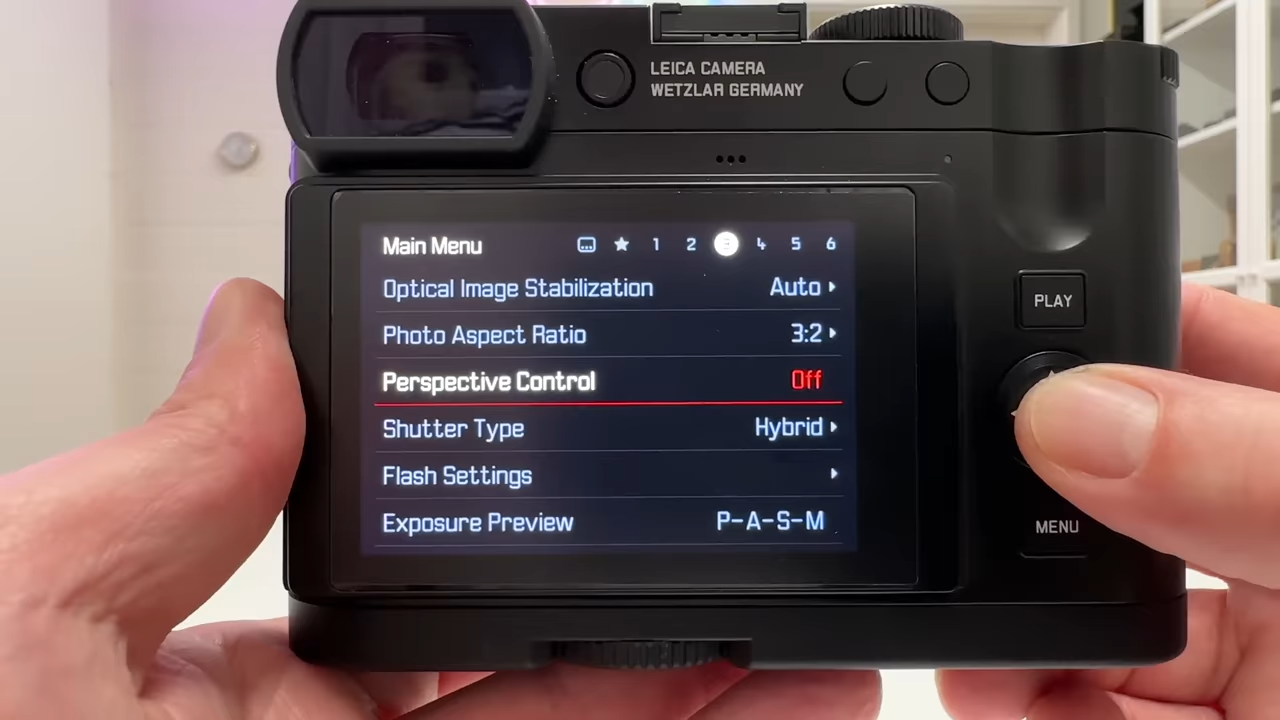 LEICA CAMERA
WETZLAR GERMANY
Main Menu 1 2 3 4 5 6
Optical Image Stabilization Auto
Photo Aspect Ratio 3:2
Perspective Control Off
Shutter Type Hybrid
Flash Settings
Exposure Preview P-A-S-M
PLAY
MENU